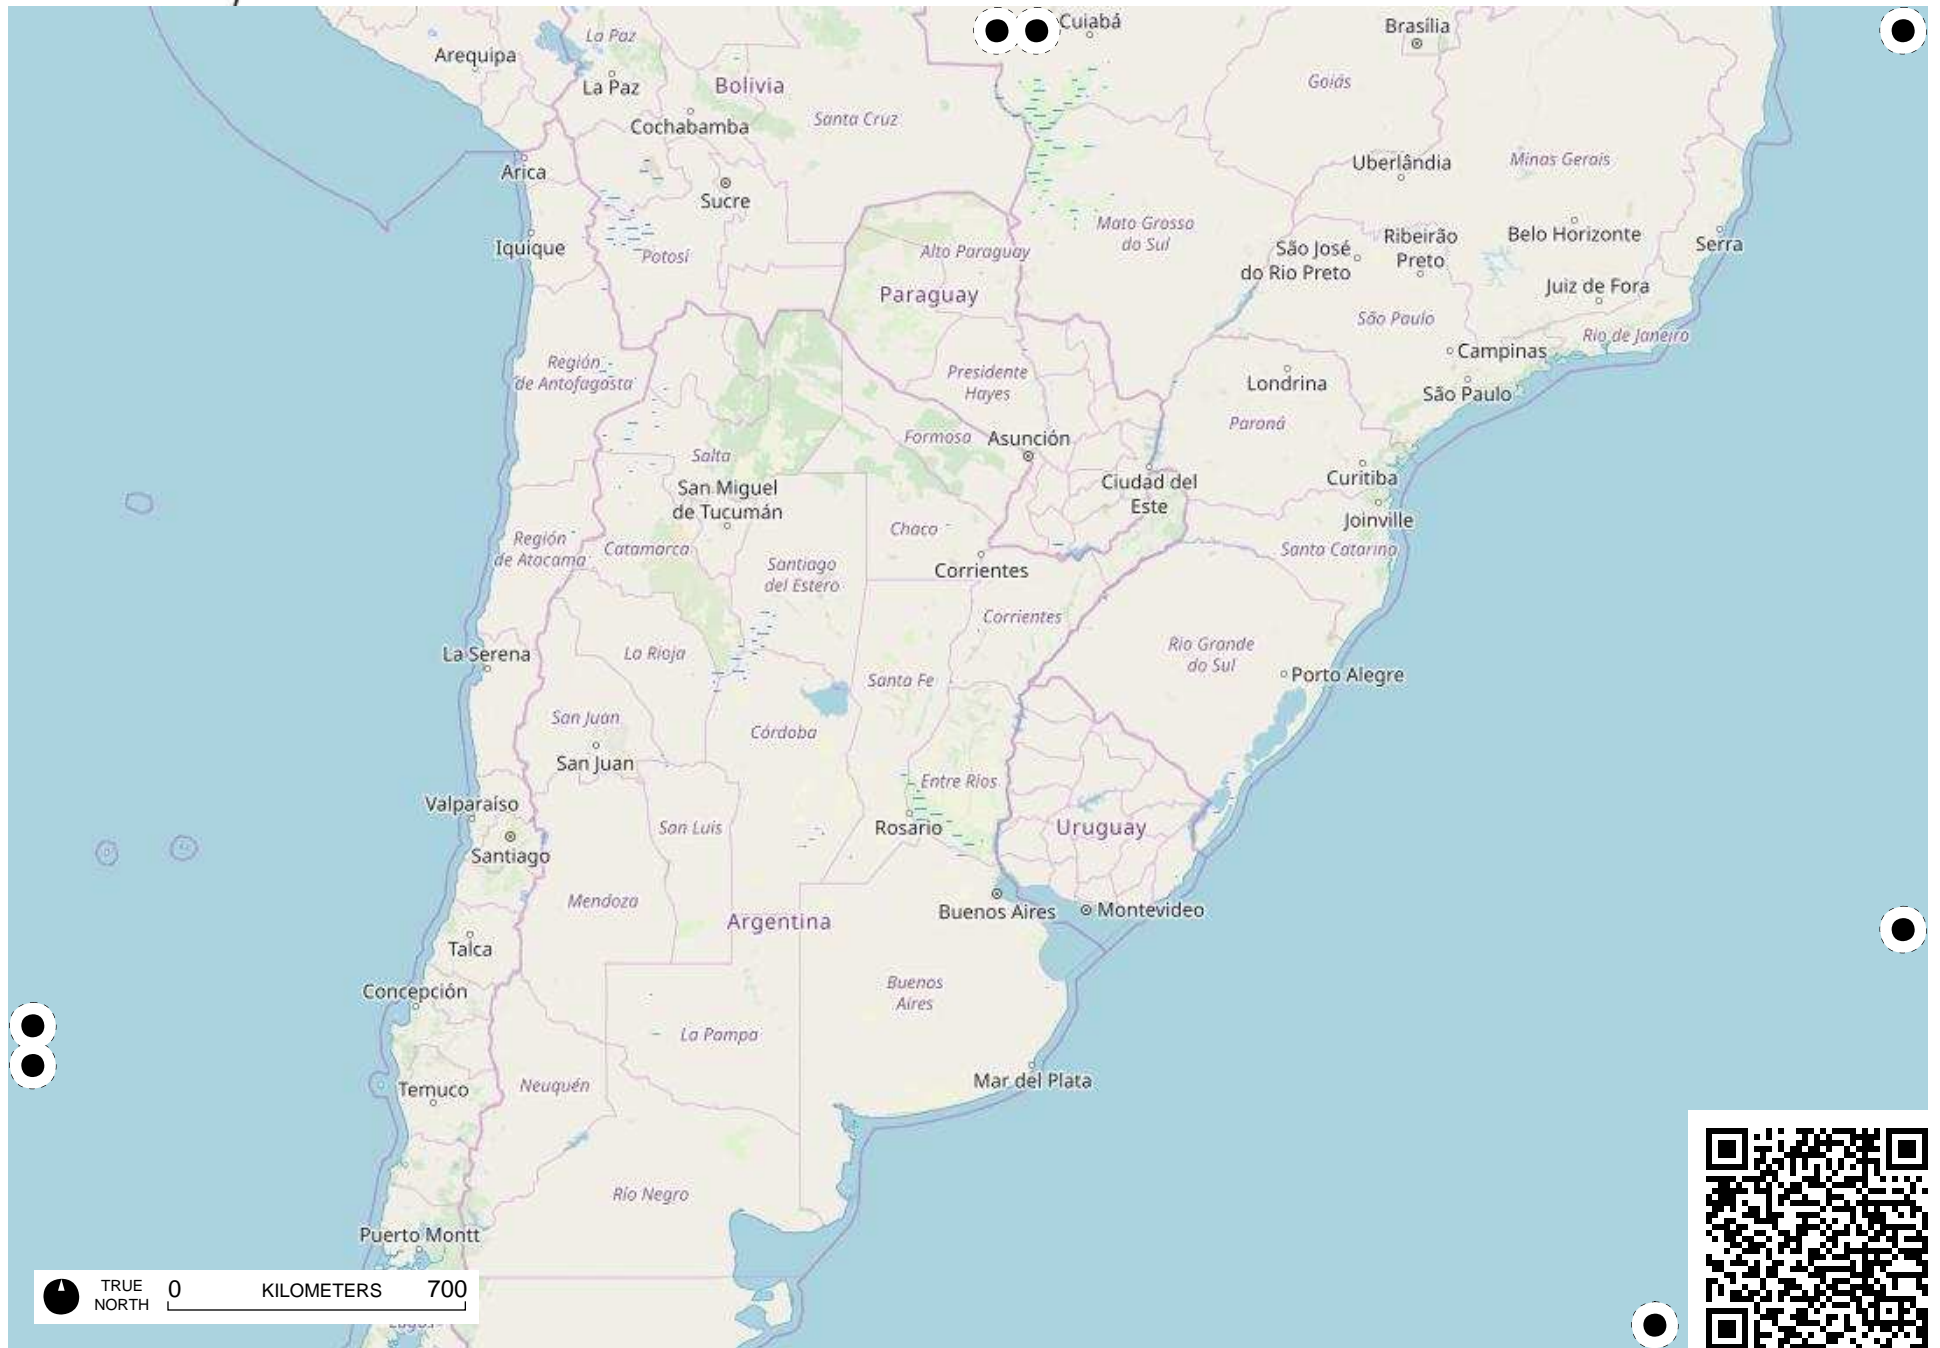 Cuiabá
Brasília
La Paz
Arequipa
La Paz
Bolivia
Goiás
Santa Cruz
Cochabamba
Arica
Uberlândia
Minas Gerais
Sucre
Mato Grosso
do Sul
Iquique
Potosí
Alto Paraguay
São José
do Rio Preto
Ribeirão
Preto
Belo Horizonte
Serra
Paraguay
Juiz de Fora
São Paulo
Rio de Janeiro
Región
de Antofagasta
Presidente
Hayes
Campinas
Londrina
São Paulo
Paraná
Salta
Formosa
Asunción
San Miguel
de Tucumán
Ciudad del
Este
Curitiba
Joinville
Chaco
Región
de Atacama
Catamarca
Santiago
del Estero
Corrientes
Santa Catarina
Corrientes
La Serena
La Rioja
Rio Grande
do Sul
Santa Fe
Porto Alegre
San Juan
Córdoba
San Juan
Entre Ríos
Valparaíso
San Luis
Rosario
Uruguay
Santiago
Mendoza
Argentina
Buenos Aires
Montevideo
Talca
Concepción
Buenos
Aires
La Pampa
Temuco
Neuquén
Mar del Plata
Río Negro
Puerto Montt
TRUE
NORTH
0 KILOMETERS 700